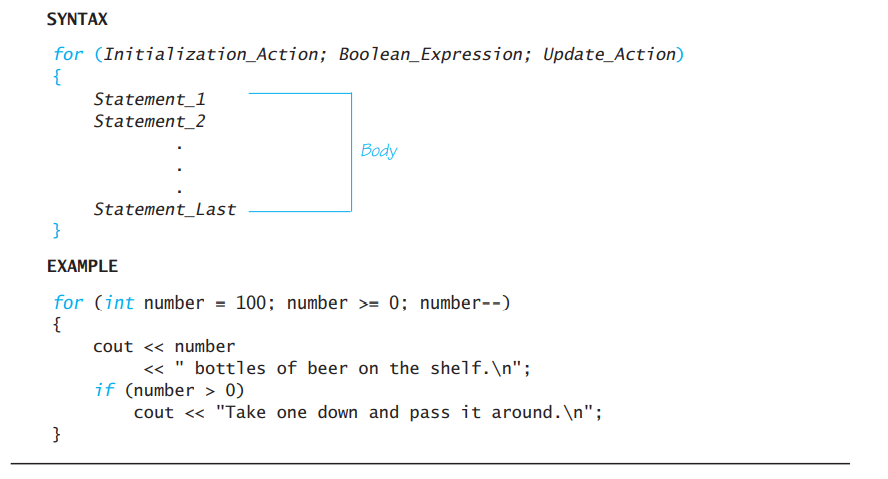 SYNTAX
for (Initialization_Action; Boolean_Expression; Update_Action)
{
Statement_1
Statement_2
.
.
.
Body
Statement_Last
}
EXAMPLE
for (int number = 100; number >= 0; number--)
{
cout << number
<< " bottles of beer on the shelf.\n";
if (number > 0)
cout << "Take one down and pass it around.\n";
}